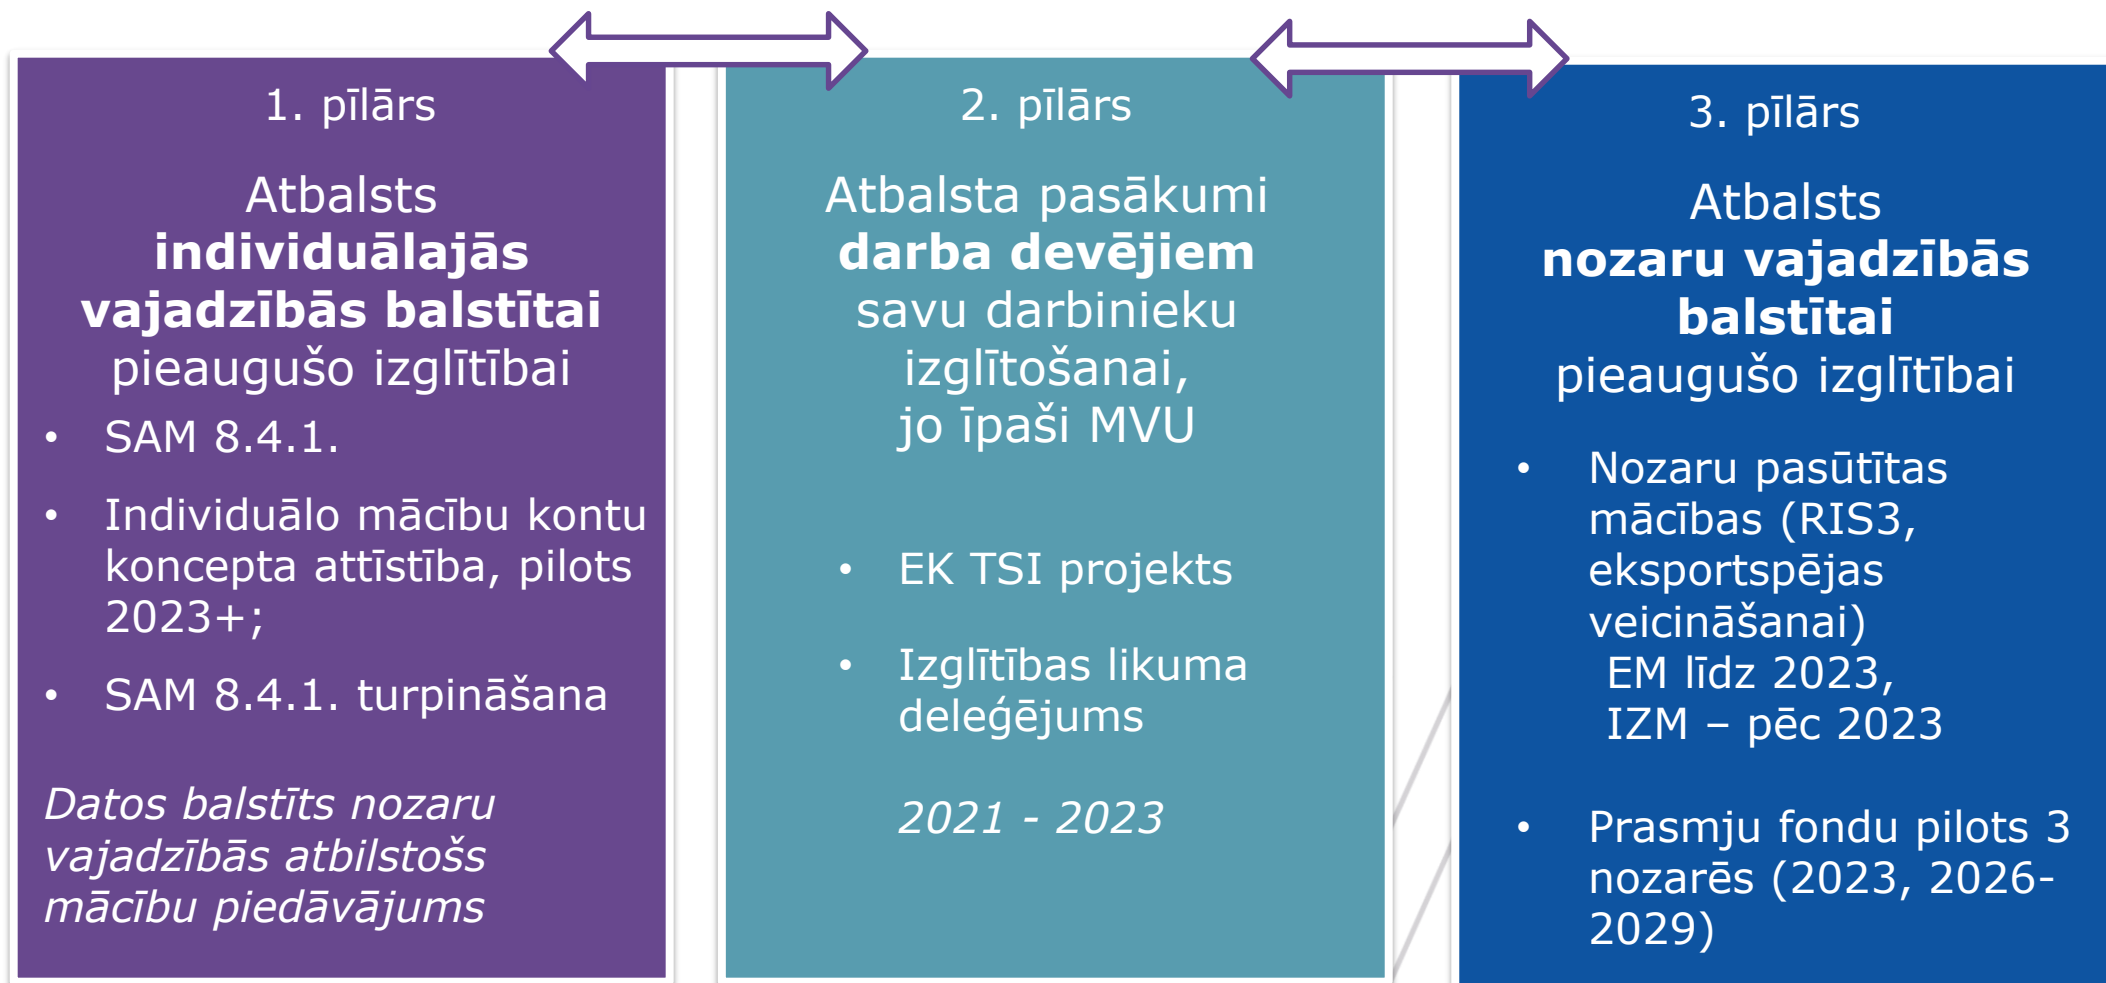 1. pīlārs
Atbalsts
individuālajās
vajadzībās balstītai
pieaugušo izglītībai
• SAM 8.4.1.
• Individuālo mācību kontu
koncepta attīstība, pilots
2023+;
• SAM 8.4.1. turpināšana
Datos balstīts nozaru
vajadzībās atbilstošs
mācību piedāvājums
2. pīlārs
Atbalsta pasākumi
darba devējiem
savu darbinieku
izglītošanai,
jo īpaši MVU
• EK TSI projekts
• Izglītības likuma
deleģējums
2021 - 2023
3. pīlārs
Atbalsts
nozaru vajadzībās
balstītai
pieaugušo izglītībai
• Nozaru pasūtītas
mācības (RIS3,
eksportspējas
veicināšanai)
EM līdz 2023,
IZM – pēc 2023
• Prasmju fondu pilots 3
nozarēs (2023, 2026-
2029)